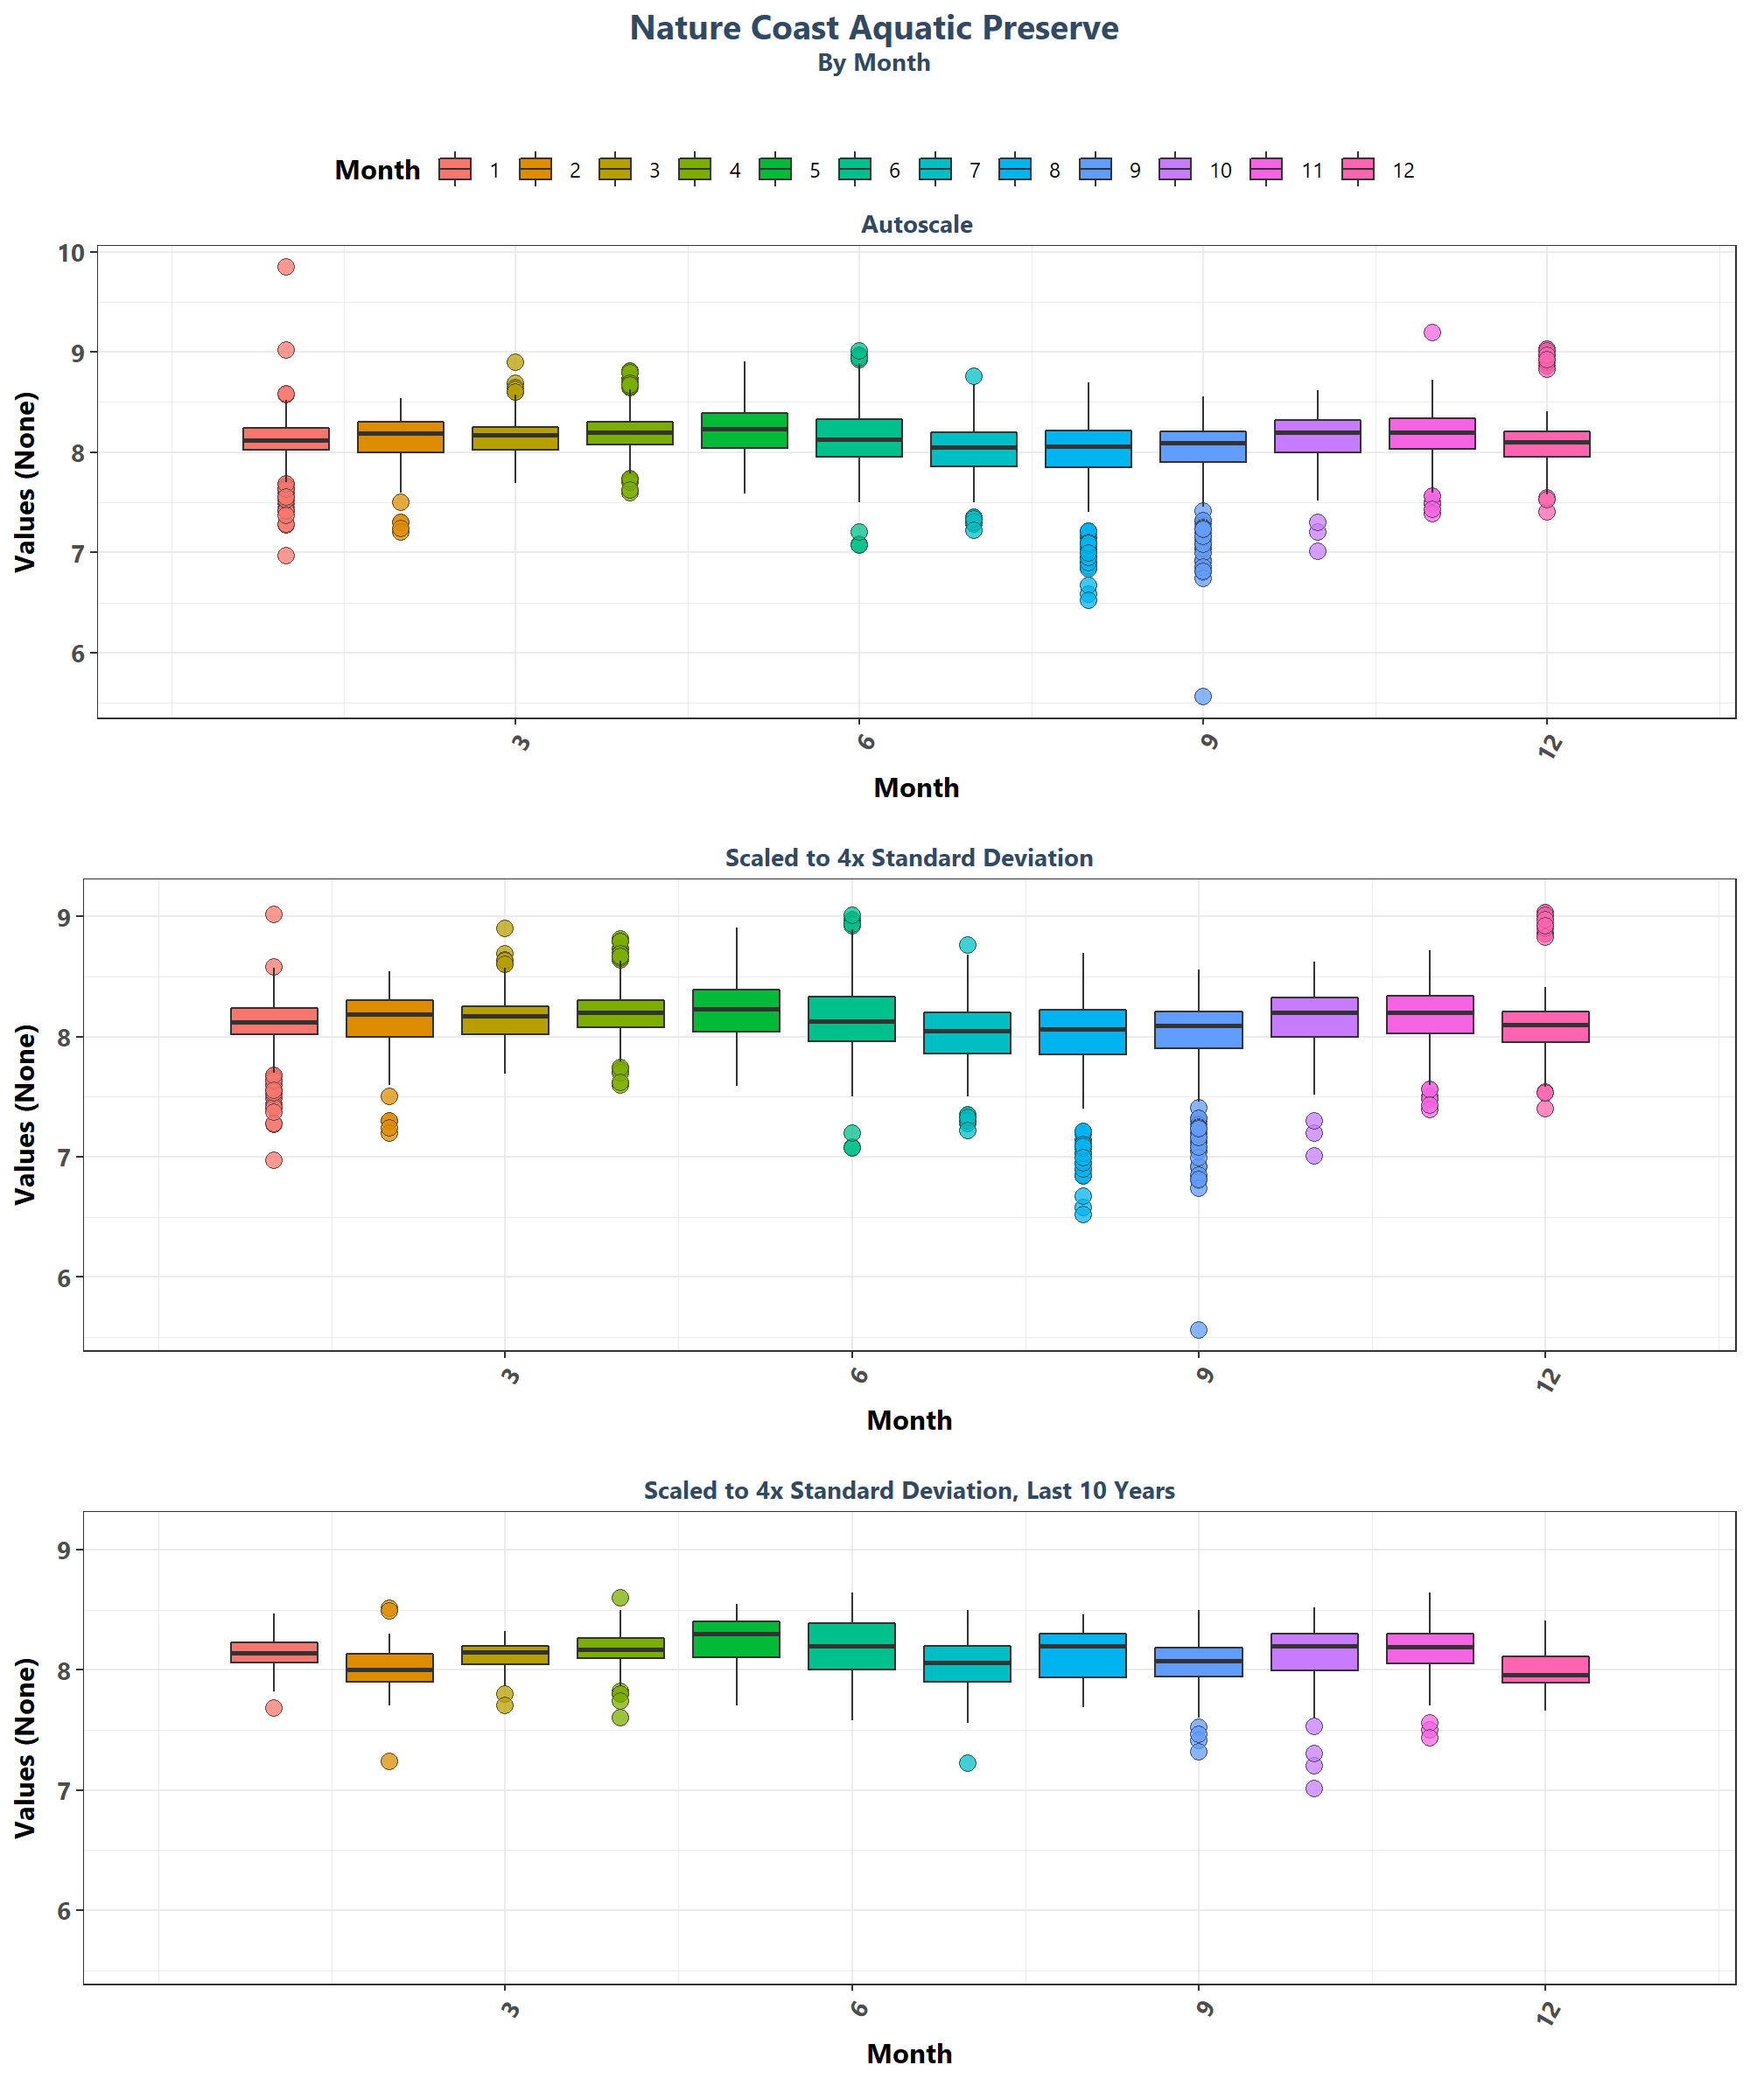 Nature Coast Aquatic Preserve
By Month
Month 1 2 3 4 5 6 7 8 9 10 11 12
Autoscale
10
9
8
7
6
Values (None)
3 6 9 12
Month
Scaled to 4x Standard Deviation
9
8
7
6
Values (None)
3 6 9 12
Month
Scaled to 4x Standard Deviation, Last 10 Years
9
8
7
6
Values (None)
3 6 9 12
Month